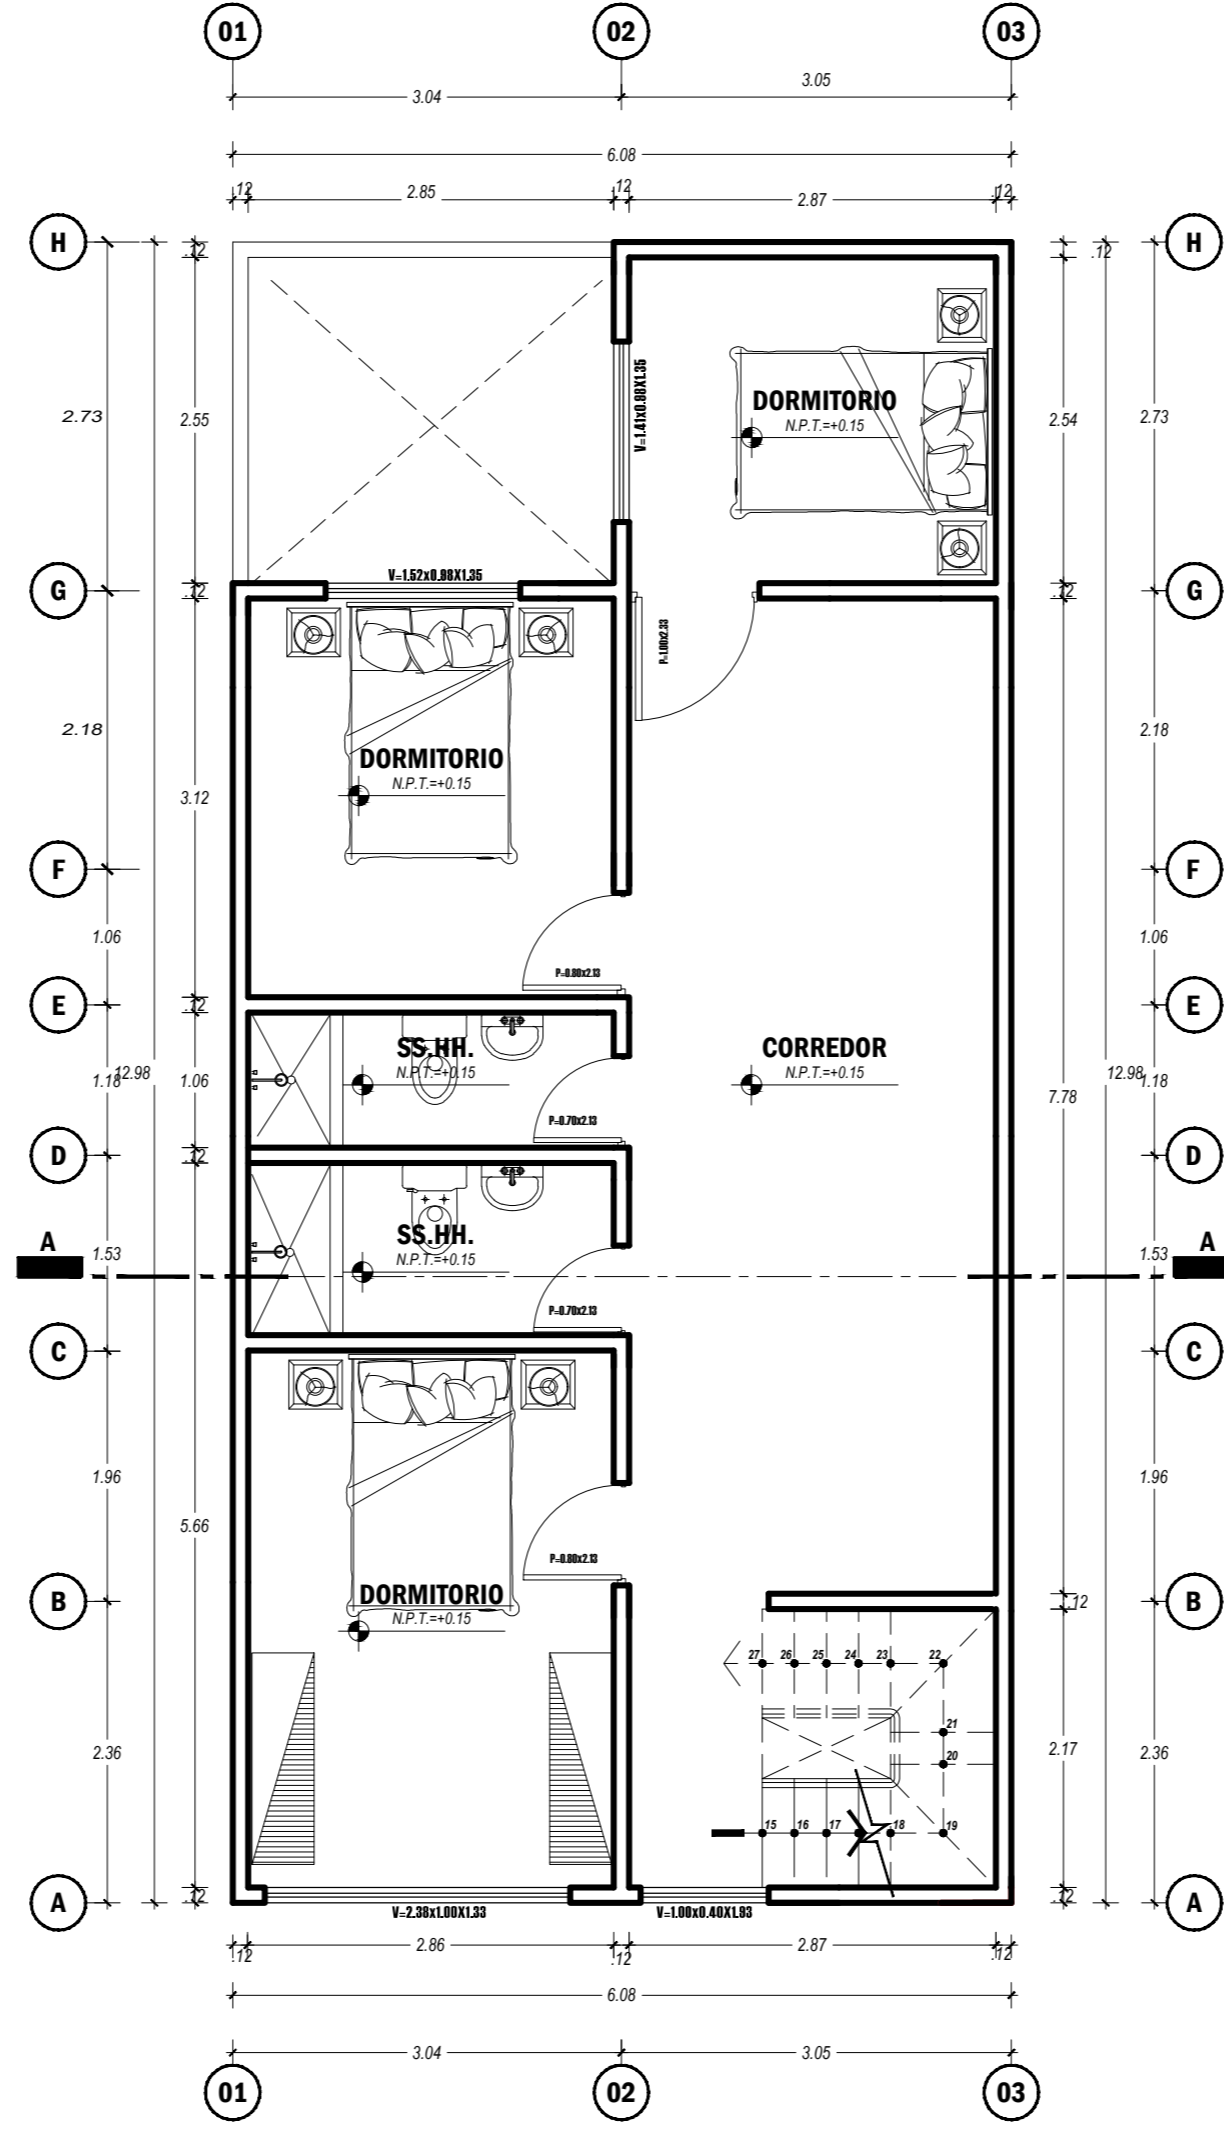 01 02 03
3.04 3.05
6.08
.12 2.85 .12 2.87 .12
H H
.12 .12
2.73 2.55 2.54 2.73
V=1.41x0.88X1.35
DORMITORIO
N.P.T.=+0.15
V=1.52x0.98X1.35
G G
.12 .12
P=1.00x2.33
2.18 2.18
DORMITORIO
N.P.T.=+0.15
3.12
F F
1.06 1.06
P=0.80x2.13
E E
.12
SS.HH.
N.P.T.=+0.15
CORREDOR
N.P.T.=+0.15
1.18 12.98 1.06 7.78 12.98 1.18
P=0.70x2.13
D D
.12
A A
SS.HH.
N.P.T.=+0.15
1.53 1.53
P=0.70x2.13
C C
1.96 1.96
5.66
P=0.80x2.13
DORMITORIO
N.P.T.=+0.15
B B
.12
27 26 25 24 23 22
21
20
2.36 2.17 2.36
15 16 17 18 19
A A
.12 .12
V=2.38x1.00X1.33 V=1.00x0.40X1.93
.12 2.86 .12 2.87 .12
6.08
3.04 3.05
01 02 03